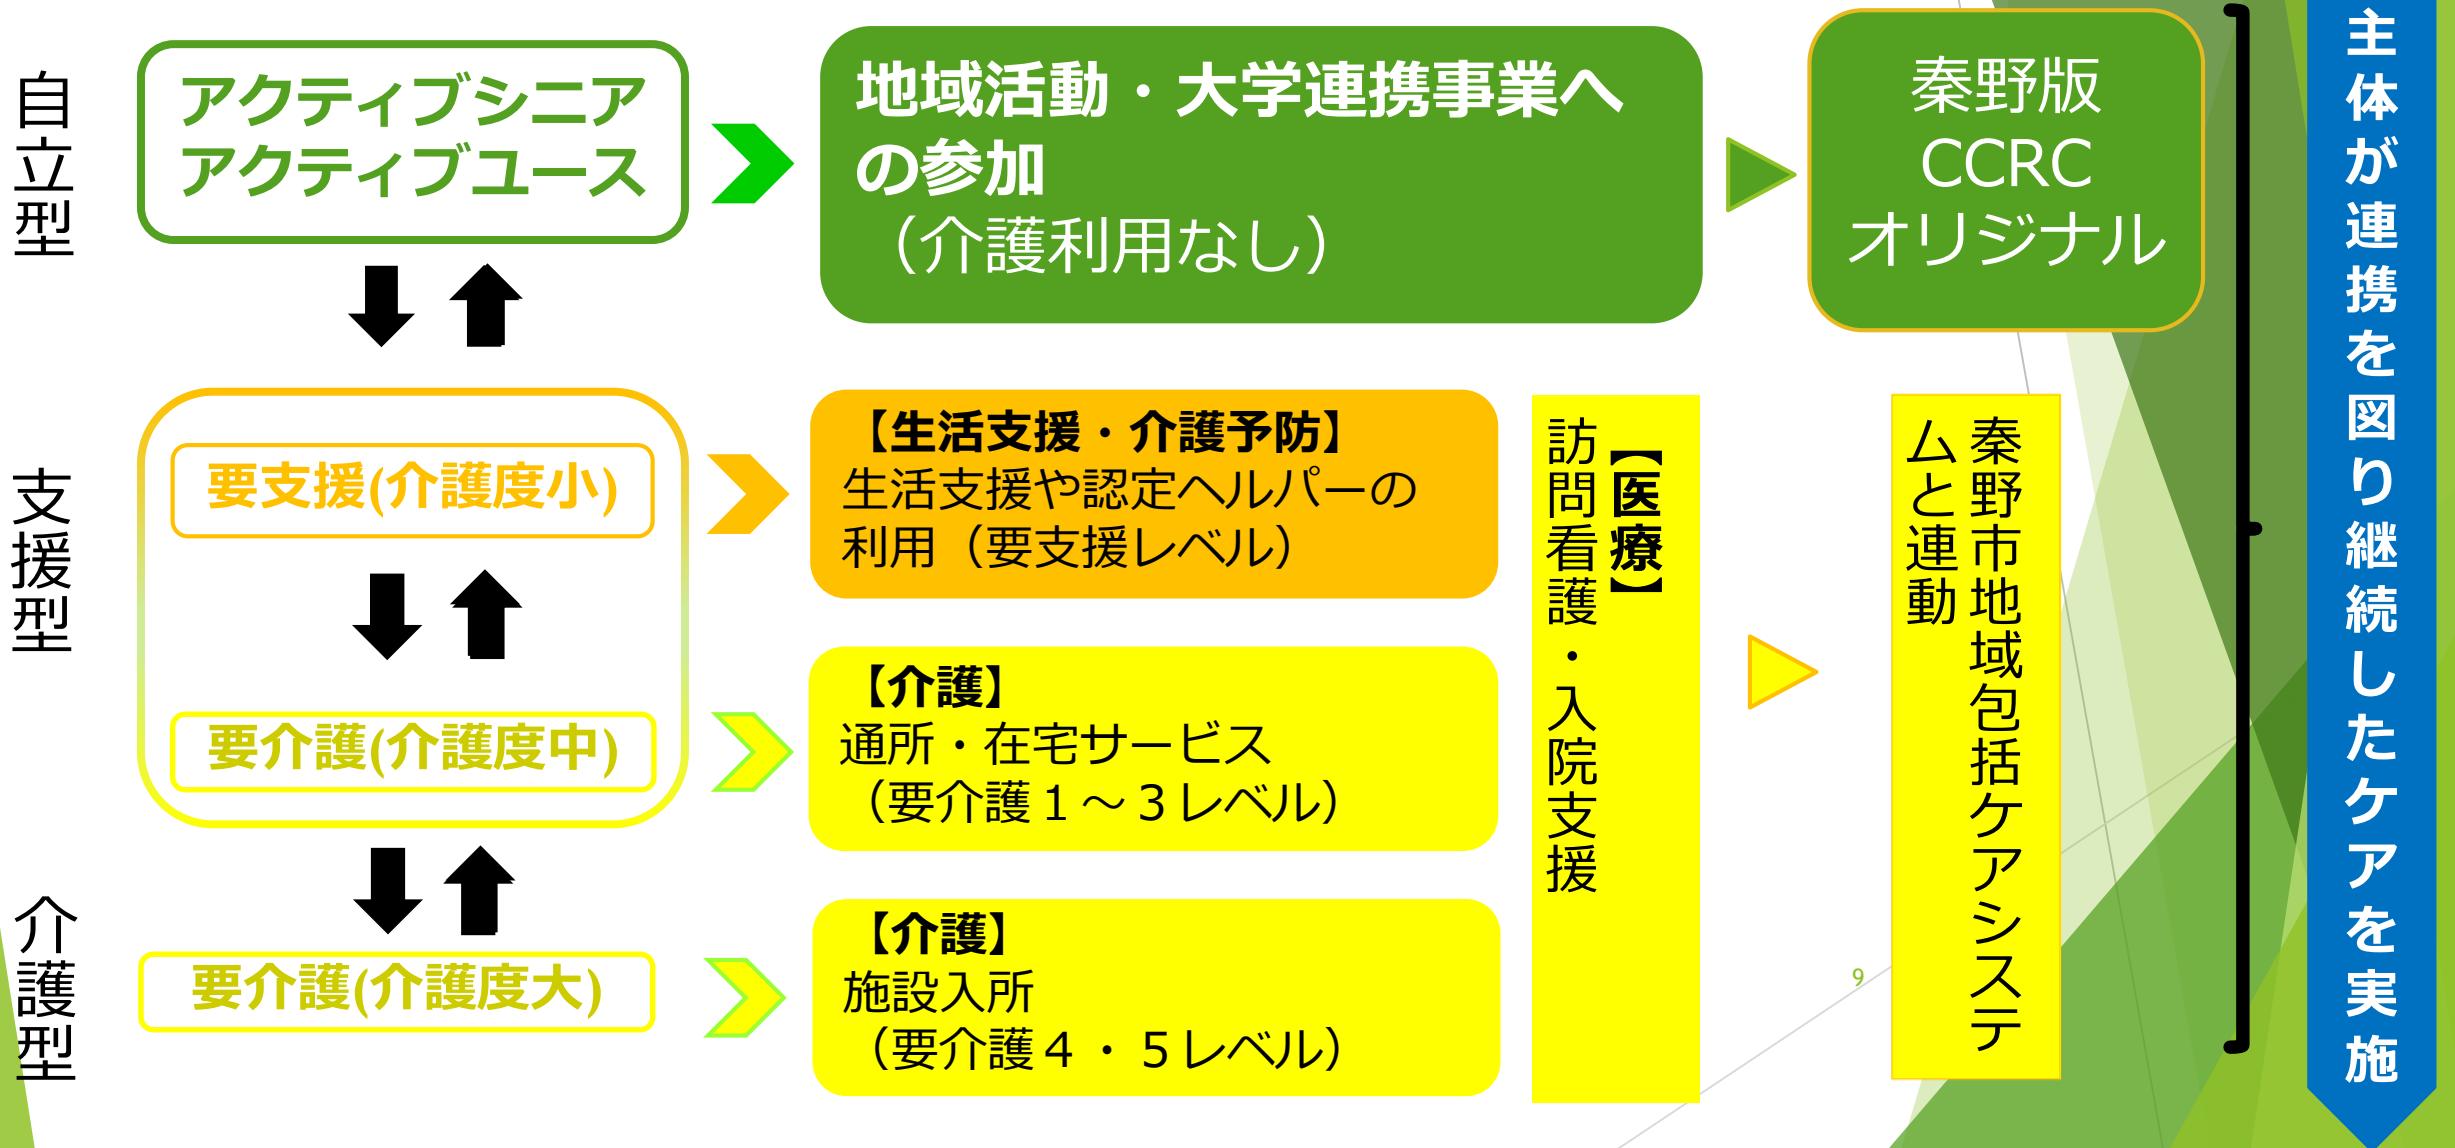 自立型
アクティブシニア
アクティブユース
地域活動・大学連携事業へ
の参加
（介護利用なし）
秦野版
CCRC
オリジナル
支援型
要支援(介護度小)
【生活支援・介護予防】
生活支援や認定ヘルパーの
利用（要支援レベル）
要介護(介護度中)
【介護】
通所・在宅サービス
（要介護１～３レベル）
介護型
要介護(介護度大)
【介護】
施設入所
（要介護４・５レベル）
【医療】
訪問看護・入院支援
秦野市地域包括ケアシステ
ムと連動
主体が連携を図り継続したケアを実施
9